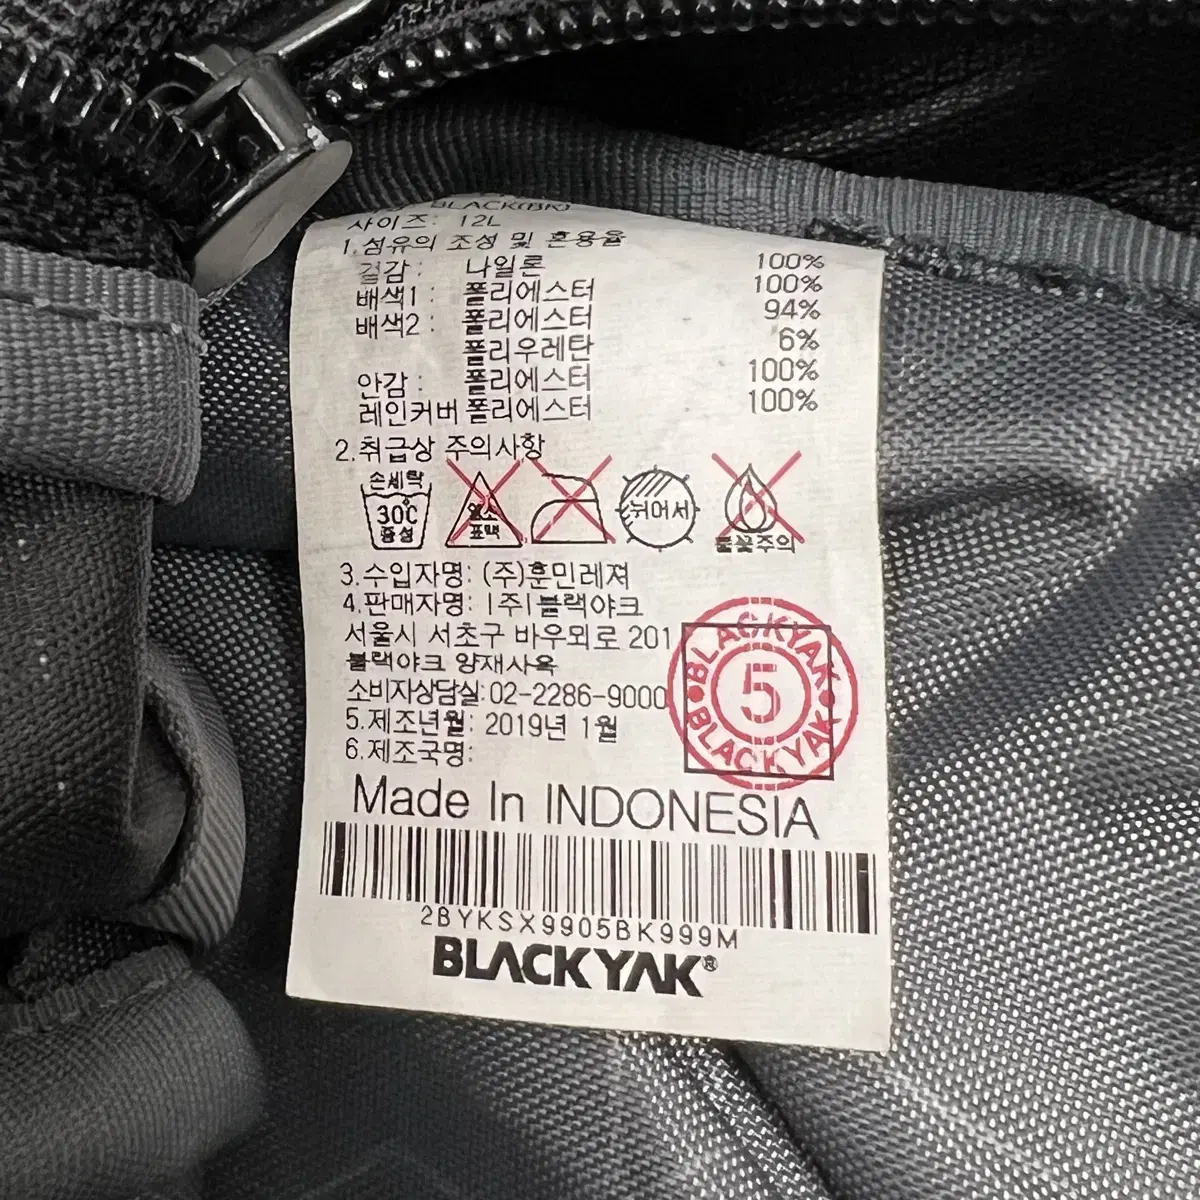 BLACK(BK)
사이즈: 12L
1.섬유의 조성 및 혼용율
겉감: 나일론 100%
배색1: 폴리에스터 100%
배색2: 폴리에스터 94%
폴리우레탄 6%
안감: 폴리에스터 100%
레인커버 폴리에스터 100%
2.취급상 주의사항
손세탁
30℃
중성
염소
표백
뉘어서
불꽃주의
3.수입자명: (주)훈민레져
4.판매자명: (주)블랙야크
서울시 서초구 바우뫼로 201
블랙야크 양재사옥
소비자상담실:02-2286-9000
5.제조년월: 2019년 1월
6.제조국명:
BLACKYAK
5
BLACKYAK
Made In INDONESIA
2BYKSX9905BK999M
BLACKYAK®